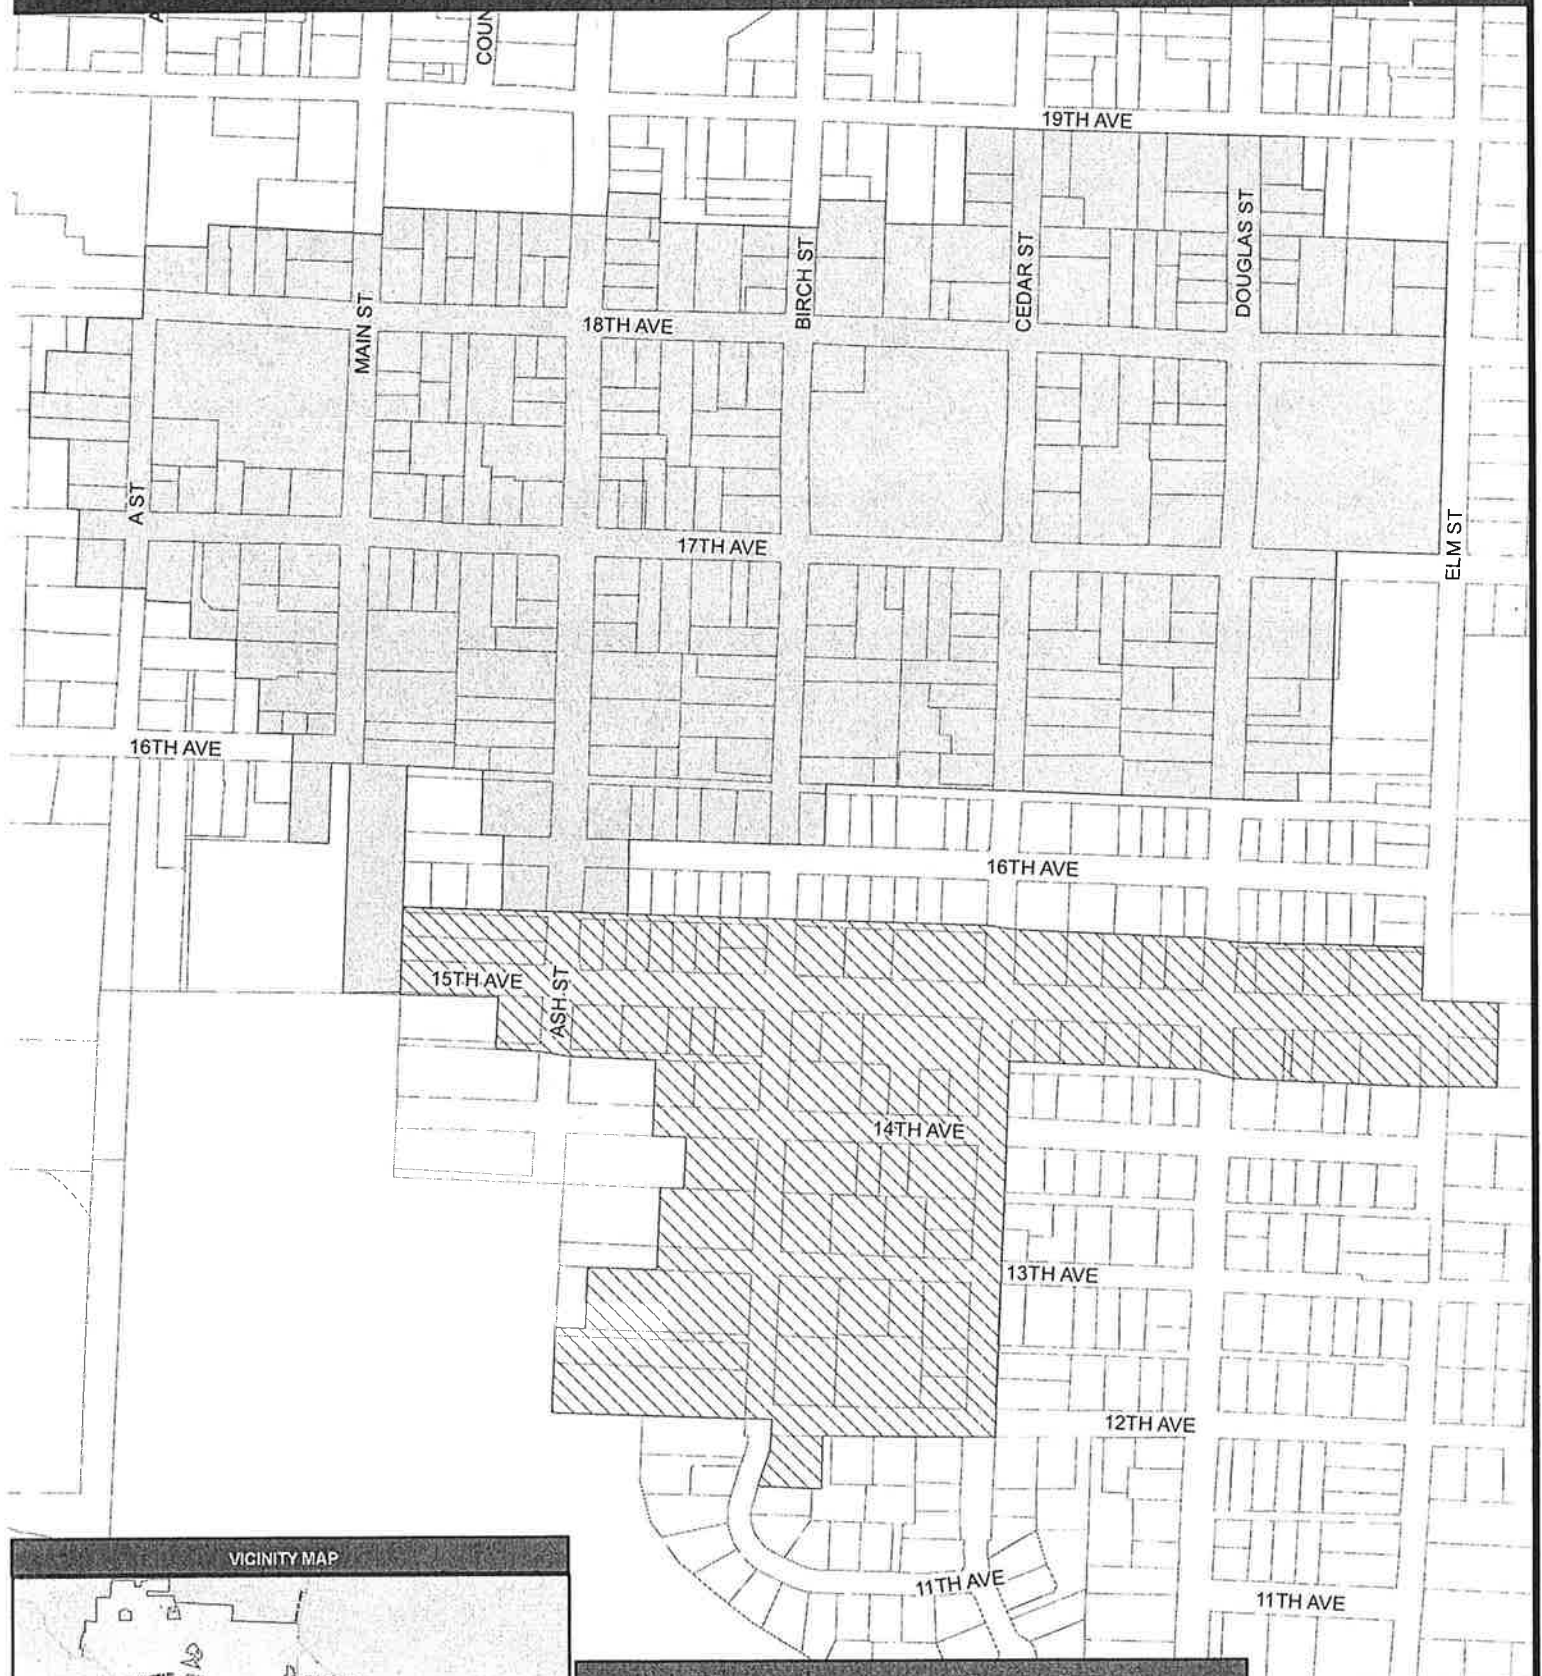 COUN
19TH AVE
DOUGLAS ST
BIRCH ST
CEDAR ST
MAIN ST
18TH AVE
A ST
17TH AVE
ELM ST
16TH AVE
16TH AVE
15TH AVE
ASH ST
14TH AVE
13TH AVE
12TH AVE
VICINITY MAP
11TH AVE
11TH AVE